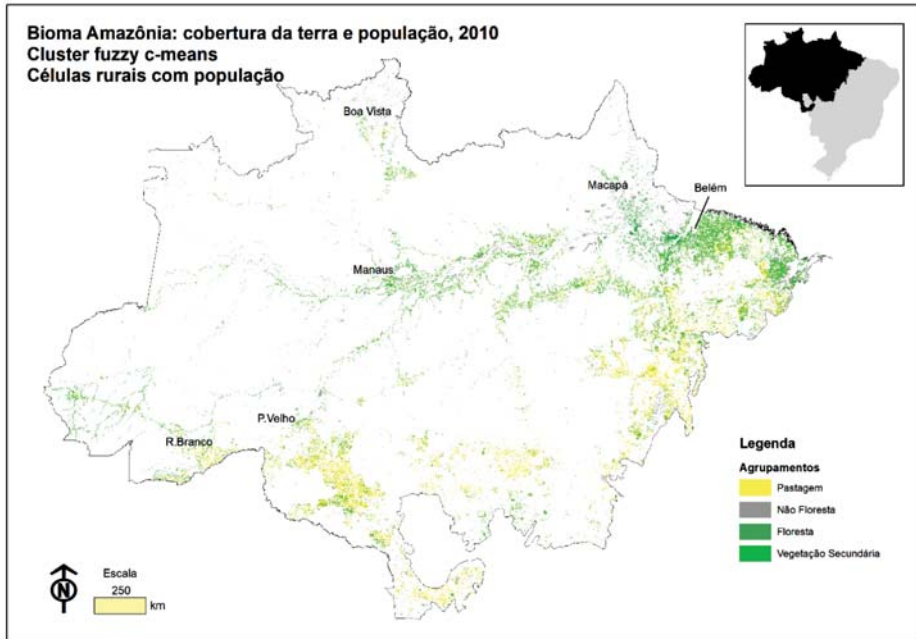 Bioma Amazônia: cobertura da terra e população, 2010
Cluster fuzzy c-means
Células rurais com população
Boa Vista
Macapá
Belém
Manaus
P.Velho
R.Branco
Legenda
Agrupamentos
Pastagem
Não Floresta
Floresta
Vegetação Secundária
N
Escala
250
km